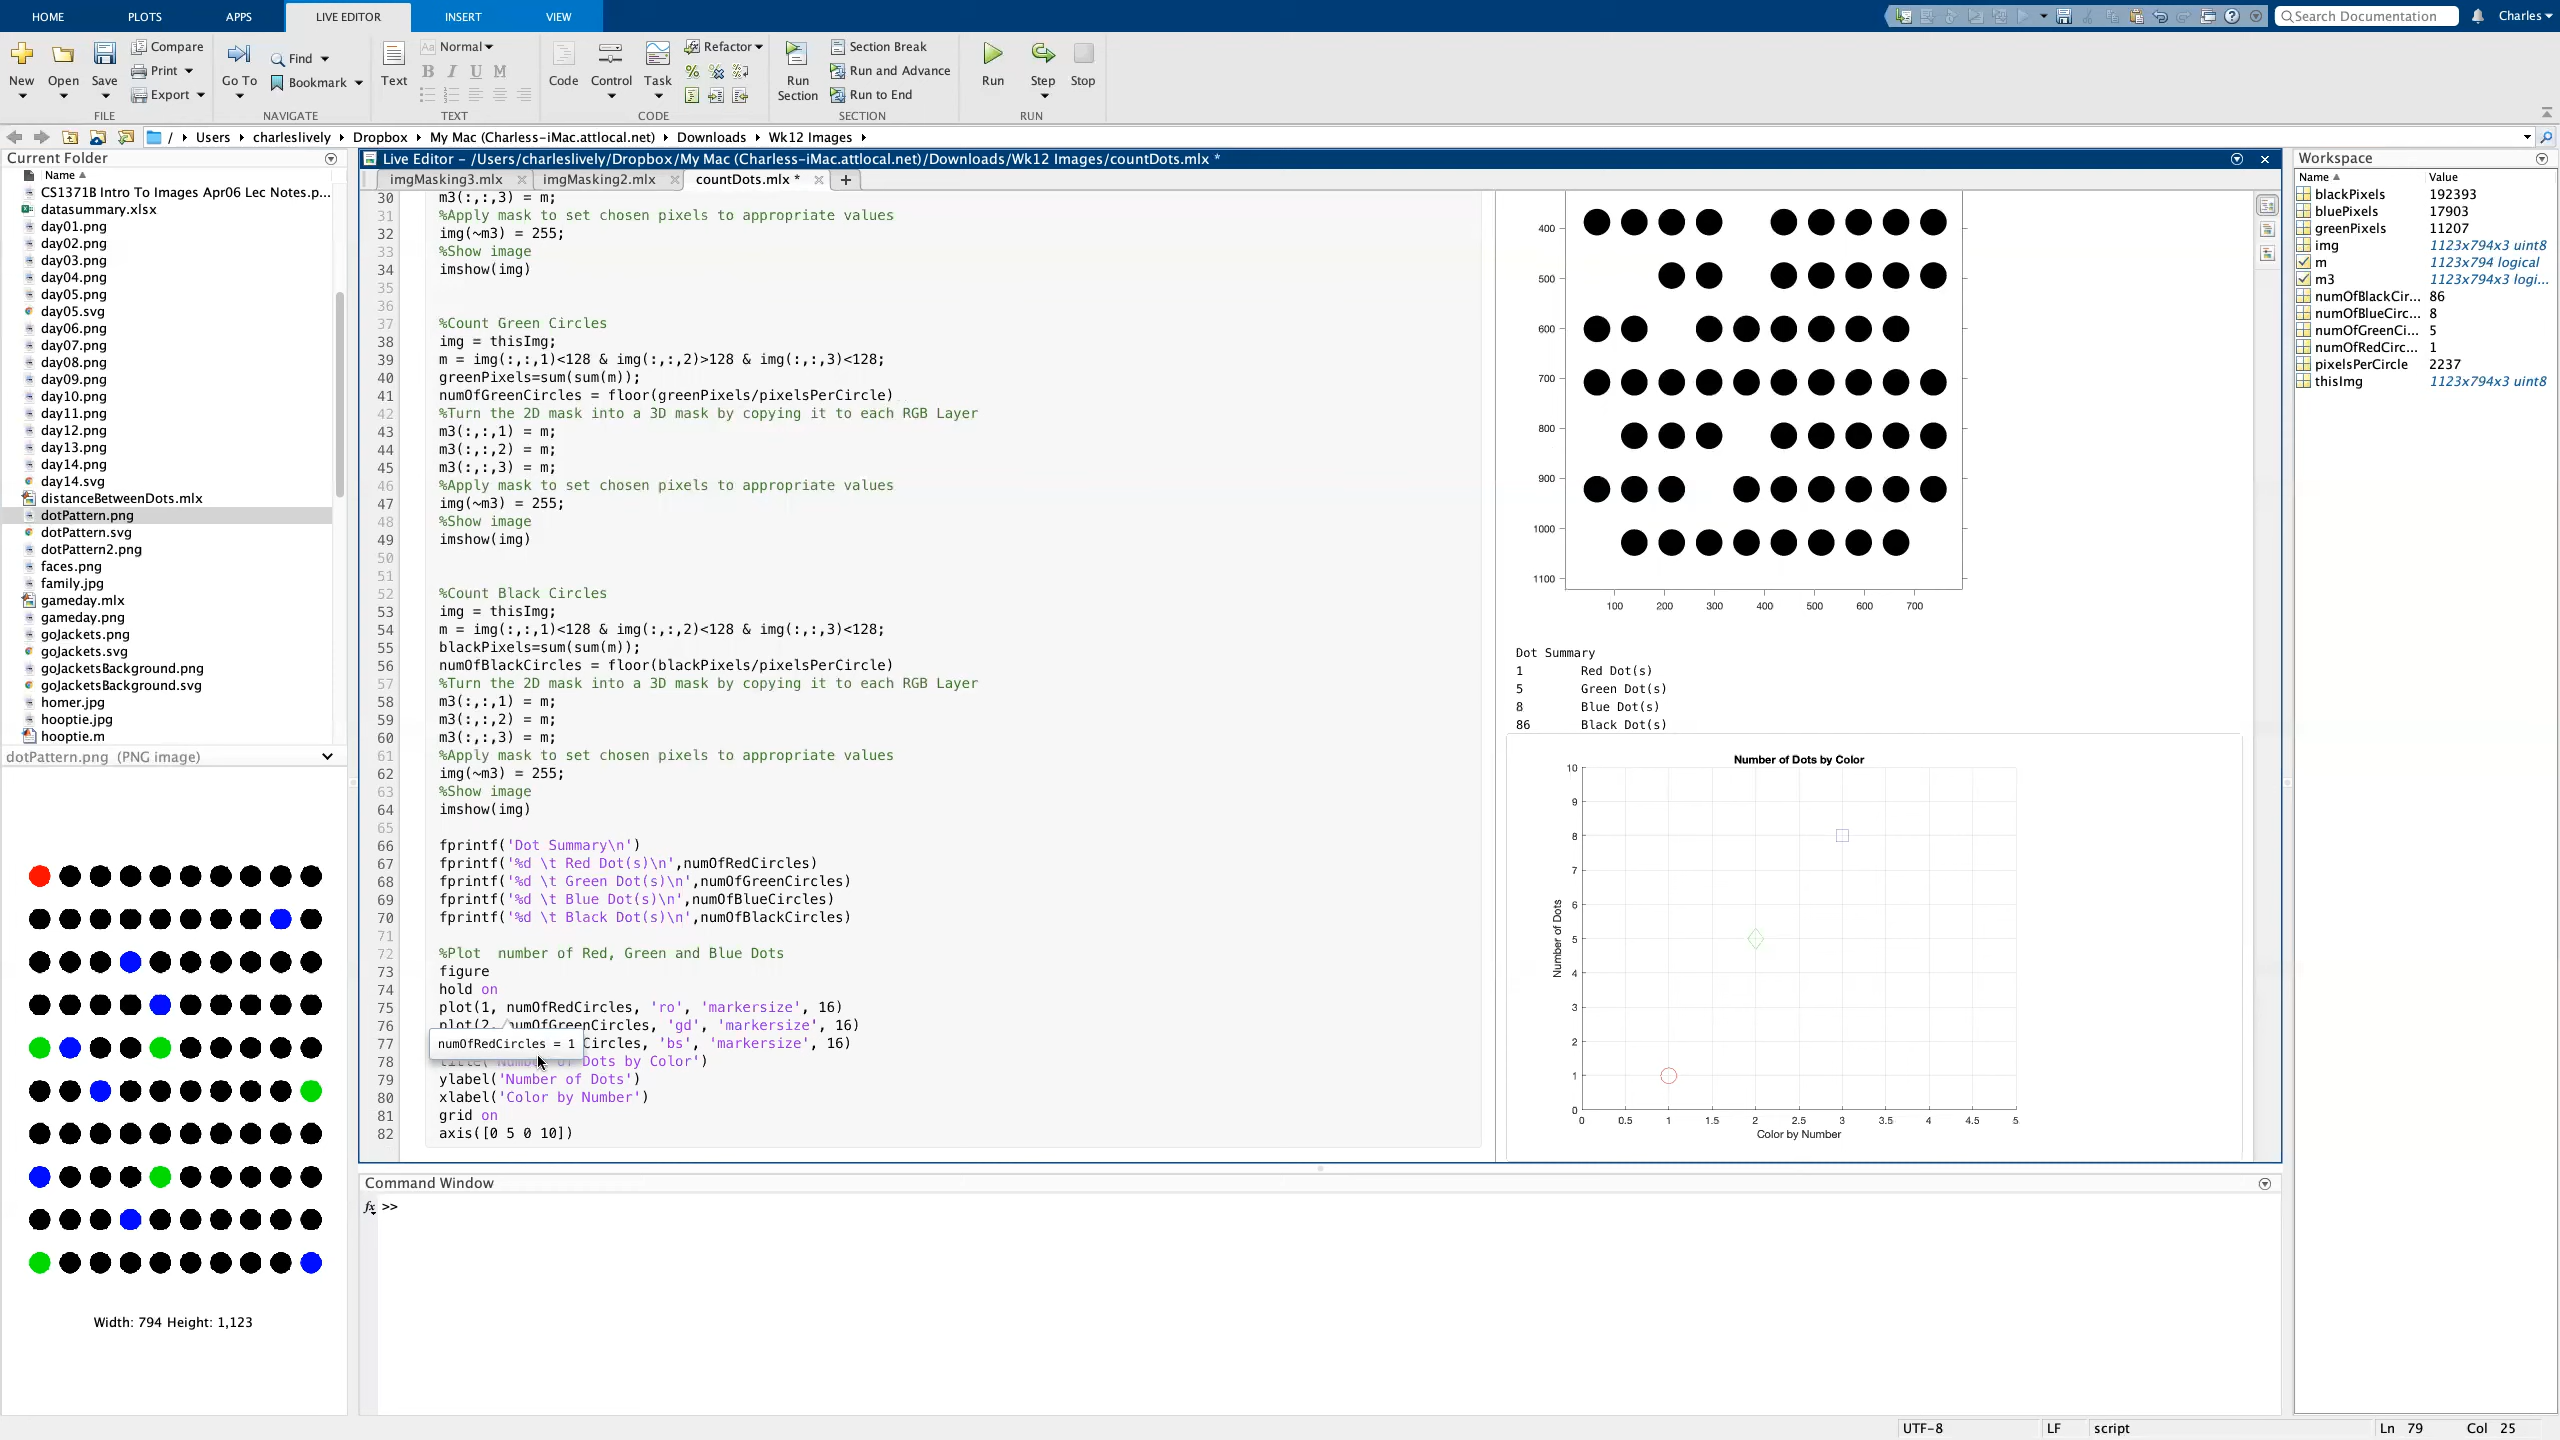 HOME PLOTS APPS LIVE EDITOR INSERT VIEW Search Documentation Charles
New Open Save Compare Print Export Go To Find Bookmark Text Aa Normal B I U M Code Control Task Refactor Run Section Section Break Run and Advance Run to End Run Step Stop
FILE NAVIGATE TEXT CODE SECTION RUN
/ Users charleslively Dropbox My Mac (Charless-iMac.attlocal.net) Downloads Wk12 Images
Current Folder
Name
CS1371B Intro To Images Apr06 Lec Notes.p...
datasummary.xlsx
day01.png
day02.png
day03.png
day04.png
day05.png
day05.svg
day06.png
day07.png
day08.png
day09.png
day10.png
day11.png
day12.png
day13.png
day14.png
day14.svg
distanceBetweenDots.mlx
dotPattern.png
dotPattern.svg
dotPattern2.png
faces.png
family.jpg
gameday.mlx
gameday.png
goJackets.png
goJackets.svg
goJacketsBackground.png
goJacketsBackground.svg
homer.jpg
hooptie.jpg
hooptie.m
dotPattern.png (PNG image)
Width: 794 Height: 1,123
Live Editor - /Users/charleslively/Dropbox/My Mac (Charless-iMac.attlocal.net)/Downloads/Wk12 Images/countDots.mlx *
imgMasking3.mlx imgMasking2.mlx countDots.mlx *
30 m3(:,:,3) = m;
31 %Apply mask to set chosen pixels to appropriate values
32 img(~m3) = 255;
33 %Show image
34 imshow(img)
35
36
37 %Count Green Circles
38 img = thisImg;
39 m = img(:,:,1)<128 & img(:,:,2)>128 & img(:,:,3)<128;
40 greenPixels=sum(sum(m));
41 numOfGreenCircles = floor(greenPixels/pixelsPerCircle)
42 %Turn the 2D mask into a 3D mask by copying it to each RGB Layer
43 m3(:,:,1) = m;
44 m3(:,:,2) = m;
45 m3(:,:,3) = m;
46 %Apply mask to set chosen pixels to appropriate values
47 img(~m3) = 255;
48 %Show image
49 imshow(img)
50
51
52 %Count Black Circles
53 img = thisImg;
54 m = img(:,:,1)<128 & img(:,:,2)<128 & img(:,:,3)<128;
55 blackPixels=sum(sum(m));
56 numOfBlackCircles = floor(blackPixels/pixelsPerCircle)
57 %Turn the 2D mask into a 3D mask by copying it to each RGB Layer
58 m3(:,:,1) = m;
59 m3(:,:,2) = m;
60 m3(:,:,3) = m;
61 %Apply mask to set chosen pixels to appropriate values
62 img(~m3) = 255;
63 %Show image
64 imshow(img)
65
66 fprintf('Dot Summary\n')
67 fprintf('%d \t Red Dot(s)\n',numOfRedCircles)
68 fprintf('%d \t Green Dot(s)\n',numOfGreenCircles)
69 fprintf('%d \t Blue Dot(s)\n',numOfBlueCircles)
70 fprintf('%d \t Black Dot(s)\n',numOfBlackCircles)
71
72 %Plot number of Red, Green and Blue Dots
73 figure
74 hold on
75 plot(1, numOfRedCircles, 'ro', 'markersize', 16)
76 plot(2, numOfGreenCircles, 'gd', 'markersize', 16)
77 Circles, 'bs', 'markersize', 16)
numOfRedCircles = 1
78 title('Number of Dots by Color')
79 ylabel('Number of Dots')
80 xlabel('Color by Number')
81 grid on
82 axis([0 5 0 10])
400
500
600
700
800
900
1000
1100
100 200 300 400 500 600 700
Dot Summary
1 Red Dot(s)
5 Green Dot(s)
8 Blue Dot(s)
86 Black Dot(s)
Number of Dots by Color
10
9
8
7
6
5
4
3
2
1
0
Number of Dots
0 0.5 1 1.5 2 2.5 3 3.5 4 4.5 5
Color by Number
Command Window
fx >>
Workspace
Name Value
blackPixels 192393
bluePixels 17903
greenPixels 11207
img 1123x794x3 uint8
m 1123x794 logical
m3 1123x794x3 logi...
numOfBlackCir... 86
numOfBlueCirc... 8
numOfGreenCi... 5
numOfRedCirc... 1
pixelsPerCircle 2237
thisImg 1123x794x3 uint8
UTF-8 LF script Ln 79 Col 25